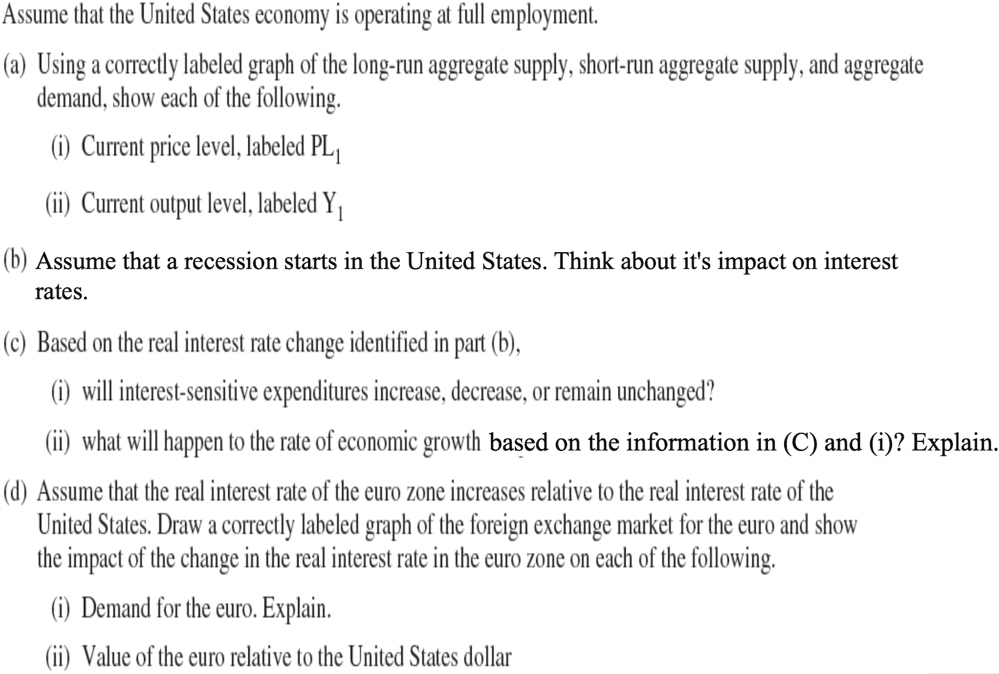 Assume that the United States economy is operating at full employment.
(a) Using a correctly labeled graph of the long-run aggregate supply, short-run aggregate supply, and aggregate
demand, show each of the following.
(i) Current price level, labeled PL₁
(ii) Current output level, labeled Y₁
(b) Assume that a recession starts in the United States. Think about it's impact on interest
rates.
(c) Based on the real interest rate change identified in part (b),
(i) will interest-sensitive expenditures increase, decrease, or remain unchanged?
(ii) what will happen to the rate of economic growth based on the information in (C) and (i)? Explain.
(d) Assume that the real interest rate of the euro zone increases relative to the real interest rate of the
United States. Draw a correctly labeled graph of the foreign exchange market for the euro and show
the impact of the change in the real interest rate in the euro zone on each of the following.
(i) Demand for the euro. Explain.
(ii) Value of the euro relative to the United States dollar